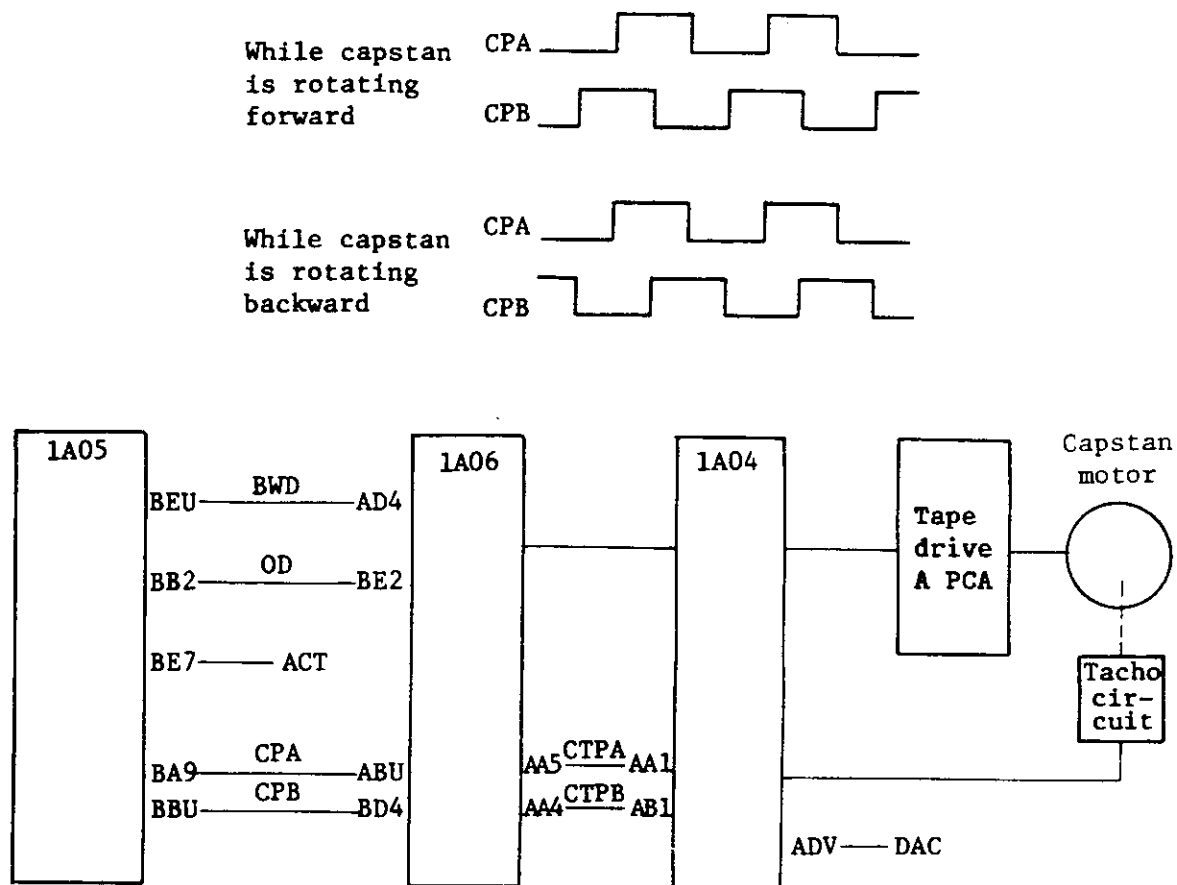 While capstan
is rotating
forward
CPA
CPB
While capstan
is rotating
backward
CPA
CPB
1A05
1A06
1A04
Capstan
motor
BEU BWD AD4
BB2 OD BE2
BE7 ACT
BA9 CPA ABU
BBU CPB BD4
AA5 CTPA AA1
AA4 CTPB AB1
Tape
drive
A PCA
Tacho
cir-
cuit
ADV DAC